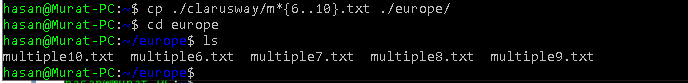 hasan@Murat-PC:~$ cp ./clarusway/m*{6..10}.txt ./europe/
hasan@Murat-PC:~$ cd europe
hasan@Murat-PC:~/europe$ ls
multiple10.txt  multiple6.txt  multiple7.txt  multiple8.txt  multiple9.txt
hasan@Murat-PC:~/europe$